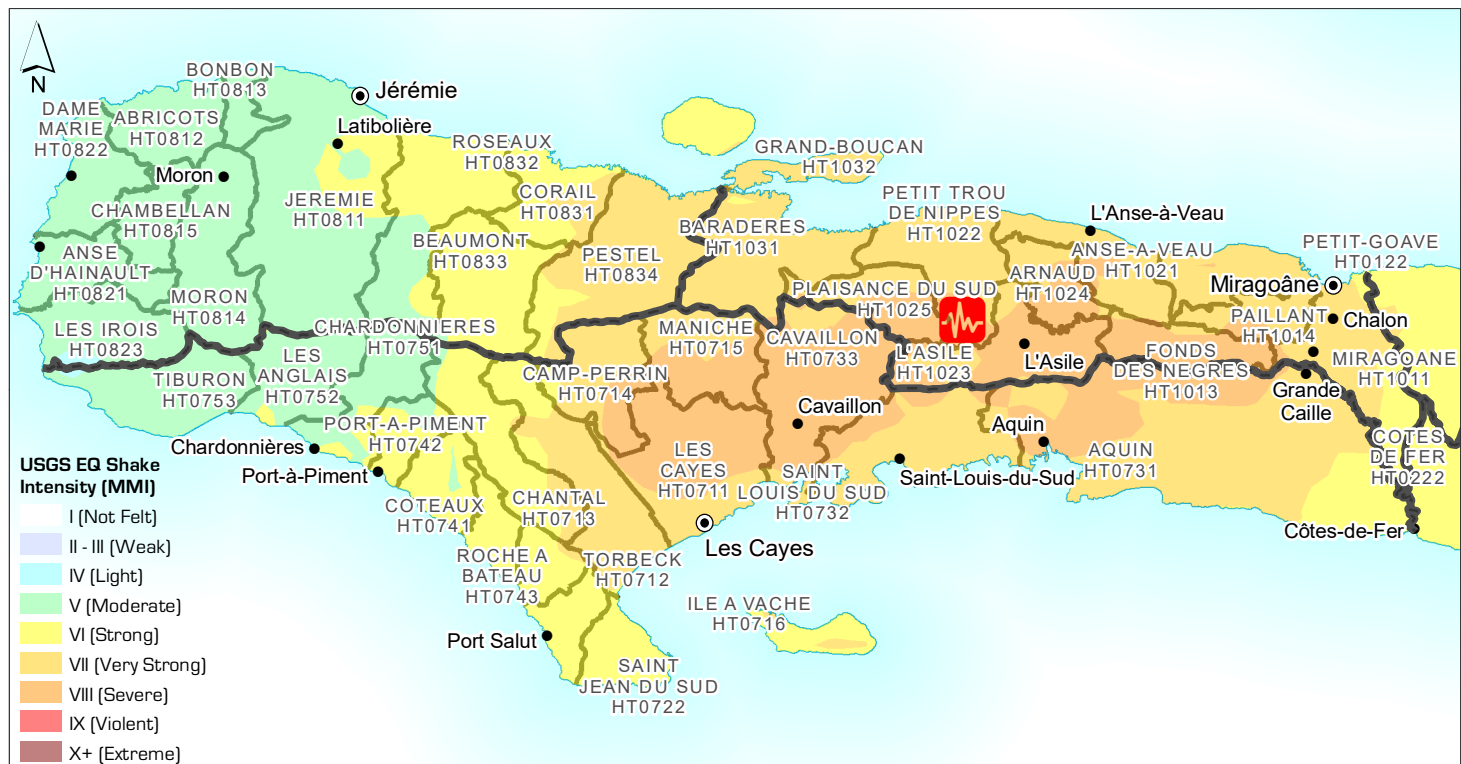 N
BONBON
HT0813
Jérémie
DAME
MARIE
HT0822
ABRICOTS
HT0812
Latibolière
ROSEAUX
HT0832
GRAND-BOUCAN
HT1032
Moron
JEREMIE
HT0811
CORAIL
HT0831
PETIT TROU
DE NIPPES
HT1022
L'Anse-à-Veau
CHAMBELLAN
HT0815
BEAUMONT
HT0833
BARADERES
HT1031
ANSE-A-VEAU
HT1021
PETIT-GOAVE
HT0122
ANSE
D'HAINAULT
HT0821
PESTEL
HT0834
ARNAUD
HT1024
Miragoâne
MORON
HT0814
PLAISANCE DU SUD
HT1025
PAILLANT
HT1014
Chalon
LES IROIS
HT0823
CHARDONNIERES
HT0751
MANICHE
HT0715
CAVAILLON
HT0733
L'ASILE
HT1023
L'Asile
FONDS
DES NEGRES
HT1013
MIRAGOANE
HT1011
TIBURON
HT0753
LES
ANGLAIS
HT0752
CAMP-PERRIN
HT0714
Grande
Caille
PORT-A-PIMENT
HT0742
Cavaillon
Aquin
Chardonnières
Port-à-Piment
LES
CAYES
HT0711
SAINT
LOUIS DU SUD
HT0732
Saint-Louis-du-Sud
AQUIN
HT0731
COTES
DE FER
HT0222
COTEAUX
HT0741
CHANTAL
HT0713
Les Cayes
Côtes-de-Fer
ROCHE A
BATEAU
HT0743
TORBECK
HT0712
ILE A VACHE
HT0716
Port Salut
SAINT
JEAN DU SUD
HT0722
USGS EQ Shake
Intensity (MMI)
I (Not Felt)
II - III (Weak)
IV (Light)
V (Moderate)
VI (Strong)
VII (Very Strong)
VIII (Severe)
IX (Violent)
X+ (Extreme)